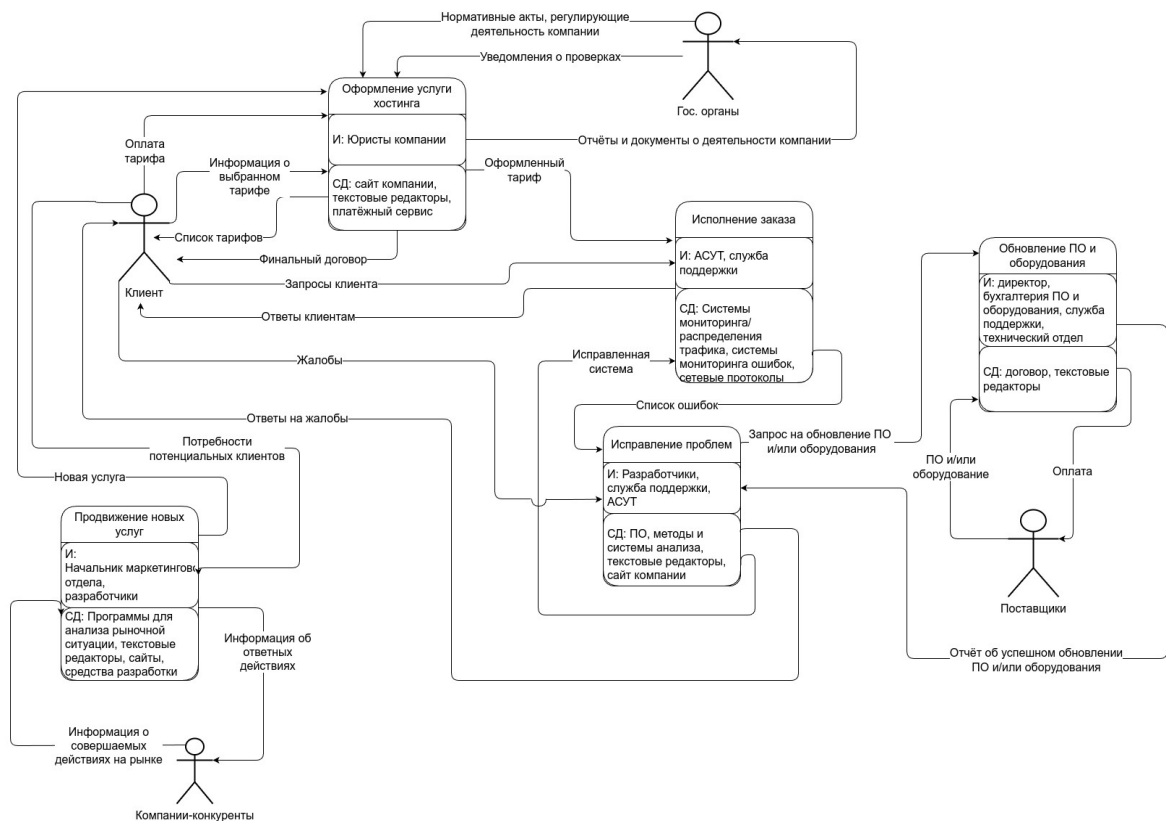 Нормативные акты, регулирующие
деятельность компании
Уведомления о проверках
Гос. органы
Оформление услуги
хостинга
И: Юристы компании
СД: сайт компании,
текстовые редакторы,
платёжный сервис
Отчёты и документы о деятельности компании
Оплата
тарифа
Информация о
выбранном
тарифе
Оформленный
тариф
Список тарифов
Финальный договор
Клиент
Запросы клиента
Ответы клиентам
Жалобы
Исполнение заказа
И: АСУТ, служба
поддержки
СД: Системы
мониторинга/
распределения
трафика, системы
мониторинга ошибок,
сетевые протоколы
Обновление ПО и
оборудования
И: директор,
бухгалтерия ПО и
оборудования, служба
поддержки,
технический отдел
СД: договор, текстовые
редакторы
Исправленная
система
Список ошибок
Ответы на жалобы
Потребности
потенциальных клиентов
Новая услуга
Исправление проблем
И: Разработчики,
служба поддержки,
АСУТ
СД: ПО, методы и
системы анализа,
текстовые редакторы,
сайт компании
Запрос на обновление ПО
и/или оборудования
ПО и/или
оборудование
Оплата
Поставщики
Продвижение новых
услуг
И:
Начальник маркетингово
отдела,
разработчики
СД: Программы для
анализа рыночной
ситуации, текстовые
редакторы, сайты,
средства разработки
Информация об
ответных
действиях
Отчёт об успешном обновлении
ПО и/или оборудования
Информация о
совершаемых
действиях на рынке
Компании-конкуренты